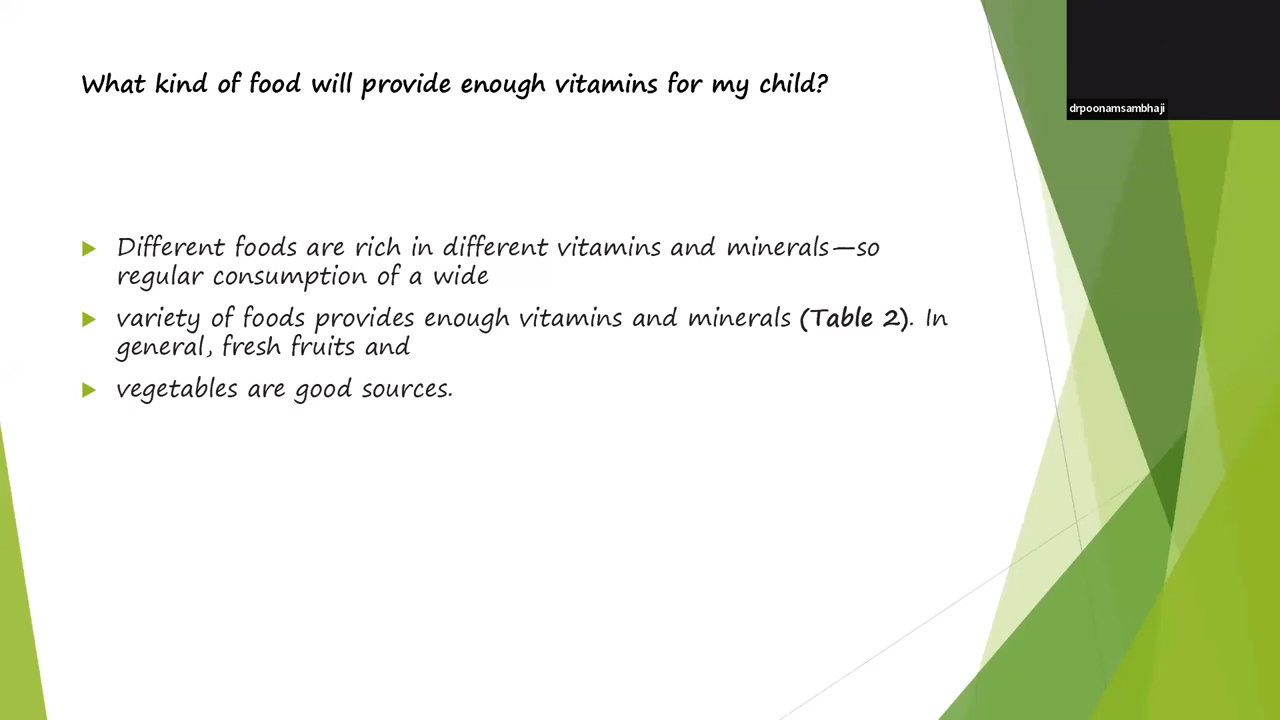 What kind of food will provide enough vitamins for my child?
drpoonamsambhaji
Different foods are rich in different vitamins and minerals—so
regular consumption of a wide
variety of foods provides enough vitamins and minerals (Table 2). In
general, fresh fruits and
vegetables are good sources.